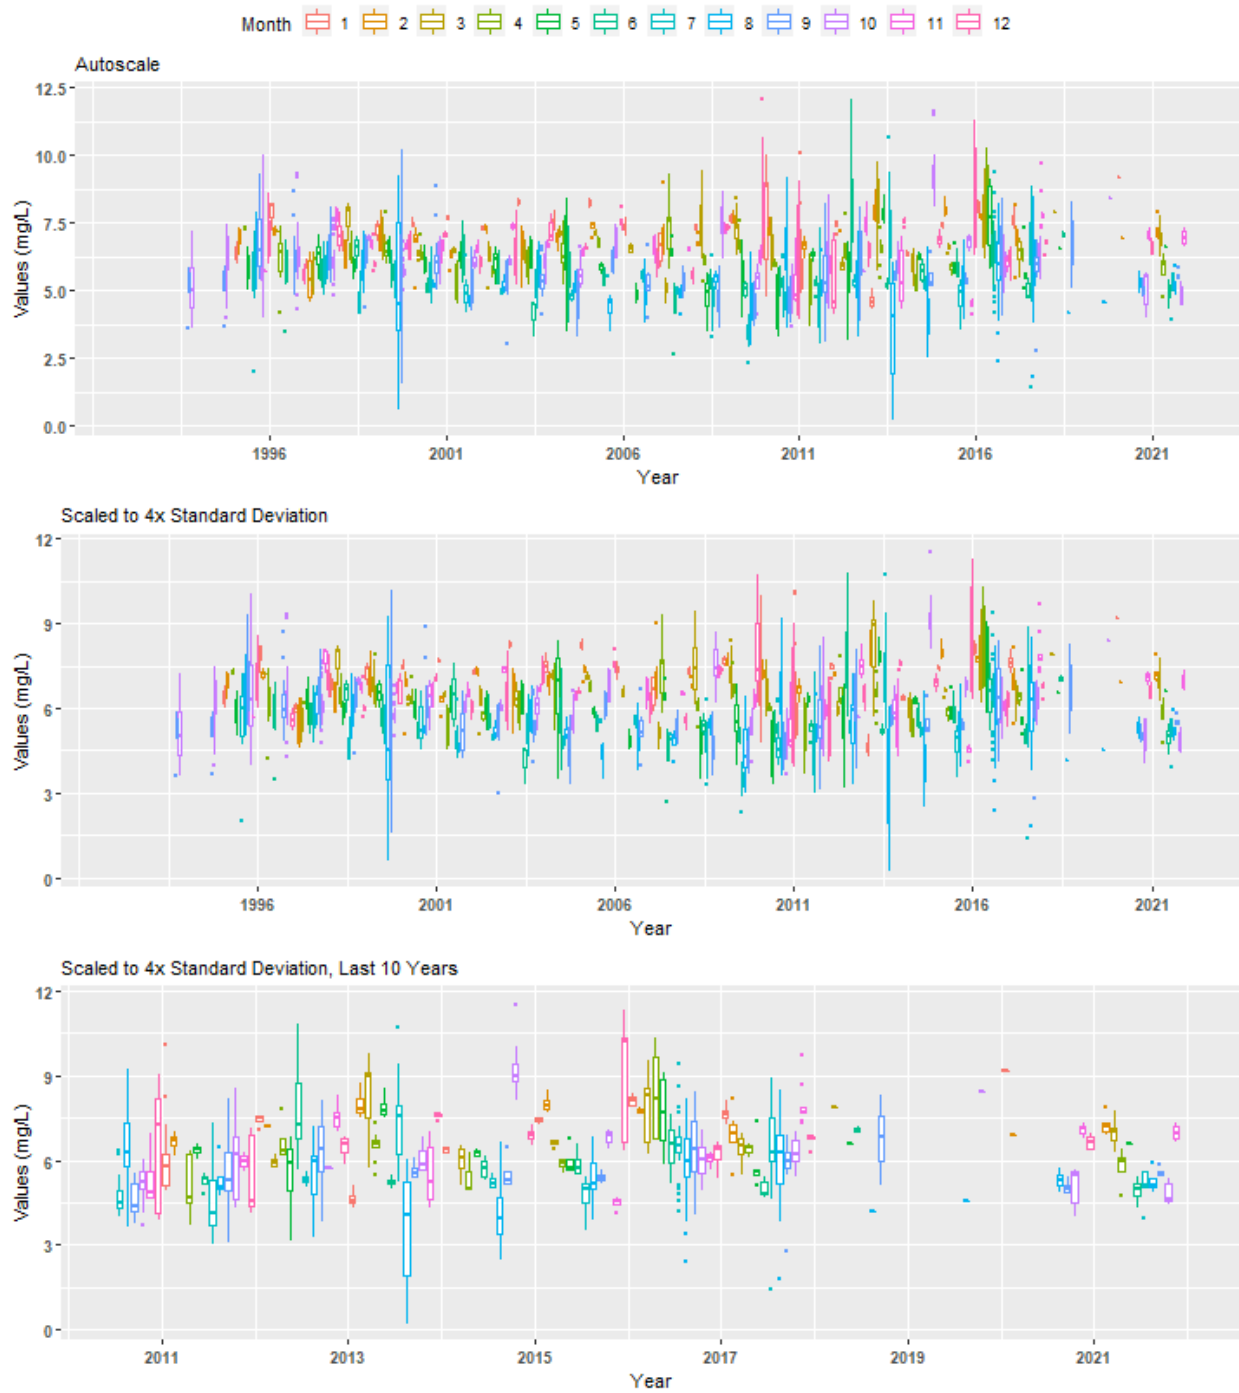 Month 1 2 3 4 5 6 7 8 9 10 11 12
Autoscale
12.5
10.0
7.5
5.0
2.5
0.0
Values (mg/L)
1996 2001 2006 2011 2016 2021
Year
Scaled to 4x Standard Deviation
12
9
6
3
0
Values (mg/L)
1996 2001 2006 2011 2016 2021
Year
Scaled to 4x Standard Deviation, Last 10 Years
12
9
6
3
0
Values (mg/L)
2011 2013 2015 2017 2019 2021
Year